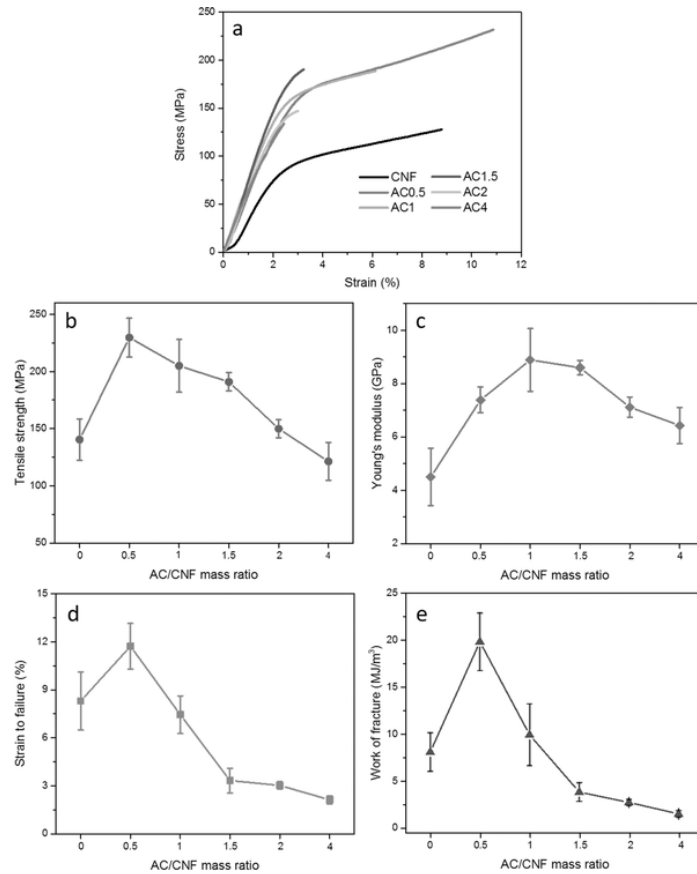 a
Stress (MPa)
250
200
150
100
50
0
CNF
AC0.5
AC1
AC1.5
AC2
AC4
0 2 4 6 8 10 12
Strain (%)
b
Tensile strength (MPa)
250
200
150
100
50
0 0.5 1 1.5 2 4
AC/CNF mass ratio
c
Young's modulus (GPa)
10
8
6
4
2
0 0.5 1 1.5 2 4
AC/CNF mass ratio
d
Strain to failure (%)
15
12
9
6
3
0
0 0.5 1 1.5 2 4
AC/CNF mass ratio
e
Work of fracture (MJ/m³)
25
20
15
10
5
0
0 0.5 1 1.5 2 4
AC/CNF mass ratio